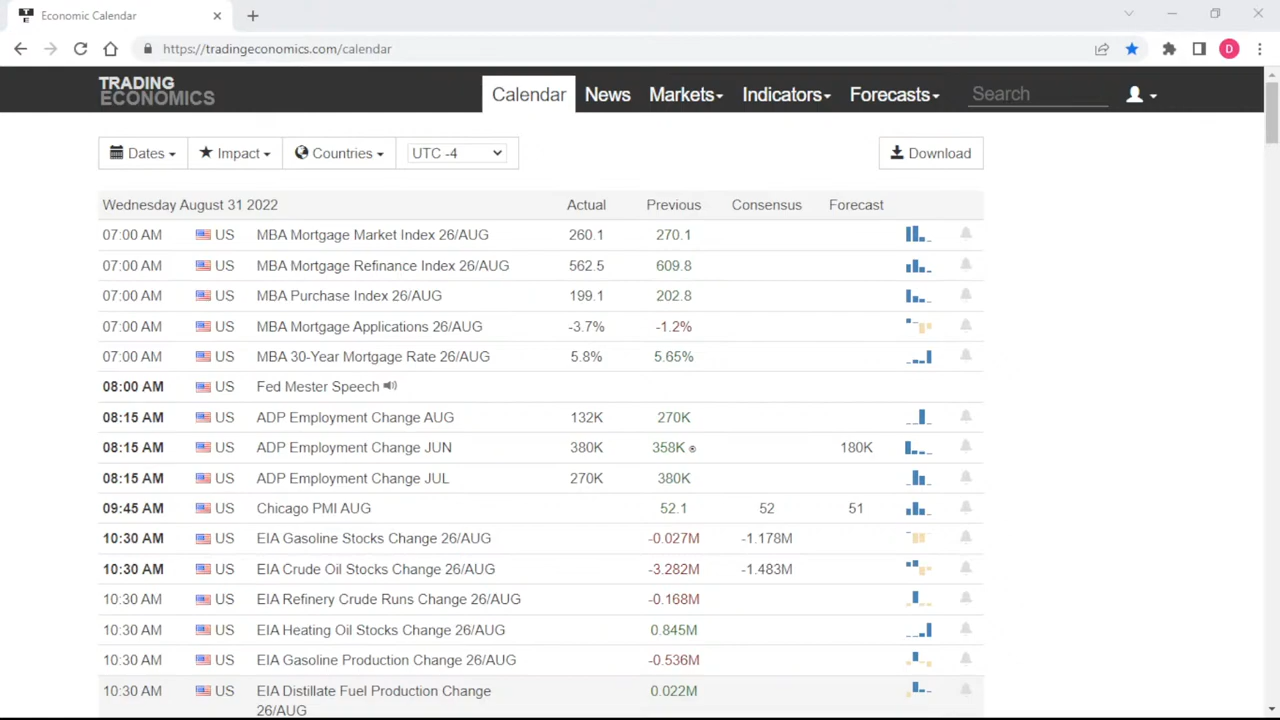 Economic Calendar
https://tradingeconomics.com/calendar
D
TRADING
ECONOMICS
Calendar News Markets Indicators Forecasts Search
Dates Impact Countries UTC -4 Download
Wednesday August 31 2022 Actual Previous Consensus Forecast
07:00 AM US MBA Mortgage Market Index 26/AUG 260.1 270.1
07:00 AM US MBA Mortgage Refinance Index 26/AUG 562.5 609.8
07:00 AM US MBA Purchase Index 26/AUG 199.1 202.8
07:00 AM US MBA Mortgage Applications 26/AUG -3.7% -1.2%
07:00 AM US MBA 30-Year Mortgage Rate 26/AUG 5.8% 5.65%
08:00 AM US Fed Mester Speech
08:15 AM US ADP Employment Change AUG 132K 270K
08:15 AM US ADP Employment Change JUN 380K 358K ® 180K
08:15 AM US ADP Employment Change JUL 270K 380K
09:45 AM US Chicago PMI AUG 52.1 52 51
10:30 AM US EIA Gasoline Stocks Change 26/AUG -0.027M -1.178M
10:30 AM US EIA Crude Oil Stocks Change 26/AUG -3.282M -1.483M
10:30 AM US EIA Refinery Crude Runs Change 26/AUG -0.168M
10:30 AM US EIA Heating Oil Stocks Change 26/AUG 0.845M
10:30 AM US EIA Gasoline Production Change 26/AUG -0.536M
10:30 AM US EIA Distillate Fuel Production Change 0.022M
26/AUG